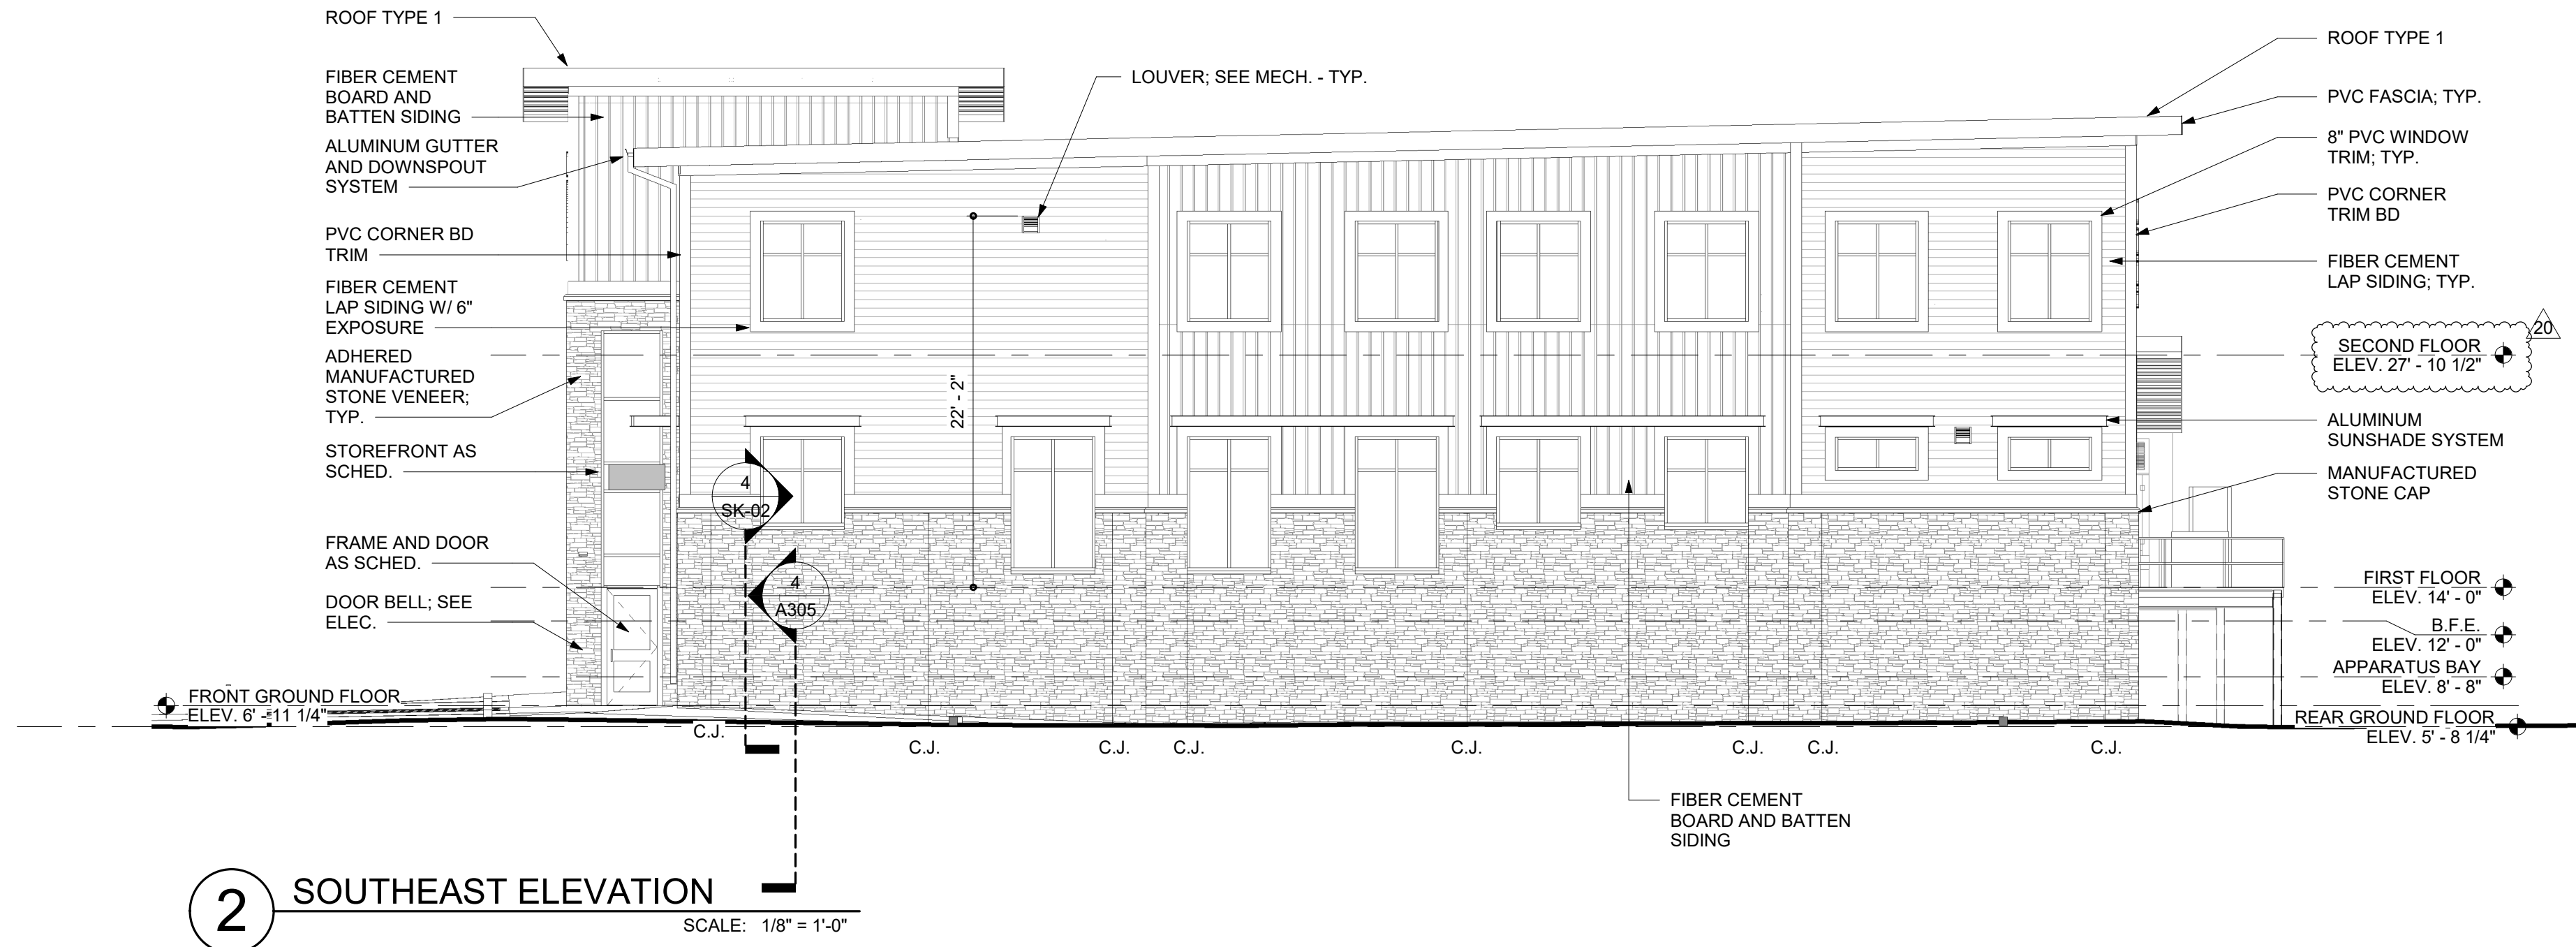 ROOF TYPE 1
FIBER CEMENT
BOARD AND
BATTEN SIDING
ALUMINUM GUTTER
AND DOWNSPOUT
SYSTEM
PVC CORNER BD
TRIM
FIBER CEMENT
LAP SIDING W/ 6"
EXPOSURE
ADHERED
MANUFACTURED
STONE VENEER;
TYP.
STOREFRONT AS
SCHED.
FRAME AND DOOR
AS SCHED.
DOOR BELL; SEE
ELEC.
FRONT GROUND FLOOR
ELEV. 6' - 11 1/4"
LOUVER; SEE MECH. - TYP.
22' - 2"
4
SK-02
4
A305
ROOF TYPE 1
PVC FASCIA; TYP.
8" PVC WINDOW
TRIM; TYP.
PVC CORNER
TRIM BD
FIBER CEMENT
LAP SIDING; TYP.
20
SECOND FLOOR
ELEV. 27' - 10 1/2"
ALUMINUM
SUNSHADE SYSTEM
MANUFACTURED
STONE CAP
FIRST FLOOR
ELEV. 14' - 0"
B.F.E.
ELEV. 12' - 0"
APPARATUS BAY
ELEV. 8' - 8"
REAR GROUND FLOOR
ELEV. 5' - 8 1/4"
C.J.
C.J.
C.J.
C.J.
C.J.
C.J.
C.J.
C.J.
FIBER CEMENT
BOARD AND BATTEN
SIDING
2
SOUTHEAST ELEVATION
SCALE: 1/8" = 1'-0"